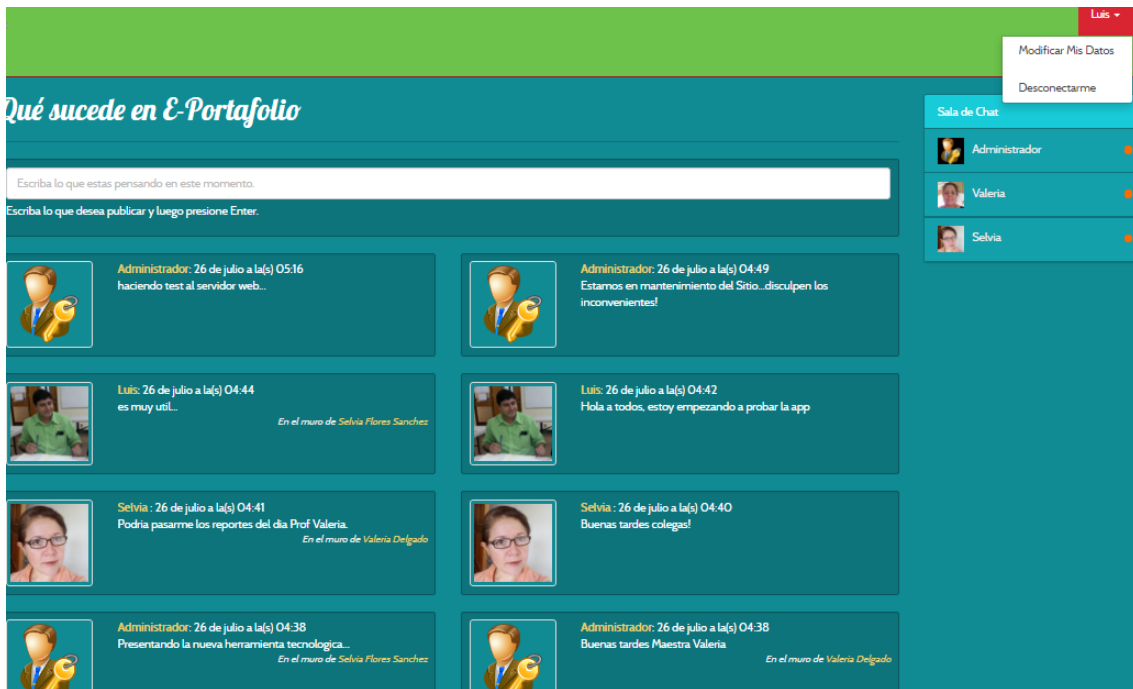 Luis
Modificar Mis Datos
Desconectarme
Qué sucede en E-Portafolio
Escriba lo que estas pensando en este momento.
Escriba lo que desea publicar y luego presione Enter.
Sala de Chat
Administrador
Valeria
Selvia
Administrador: 26 de julio a la(s) 05:16
haciendo test al servidor web...
Administrador: 26 de julio a la(s) 04:49
Estamos en mantenimiento del Sitio...disculpen los
inconvenientes!
Luis: 26 de julio a la(s) 04:44
es muy util...
En el muro de Selvia Flores Sanchez
Luis: 26 de julio a la(s) 04:42
Hola a todos, estoy empezando a probar la app
Selvia : 26 de julio a la(s) 04:41
Podria pasarme los reportes del dia Prof Valeria.
En el muro de Valeria Delgado
Selvia : 26 de julio a la(s) 04:40
Buenas tardes colegas!
Administrador: 26 de julio a la(s) 04:38
Presentando la nueva herramienta tecnologica...
En el muro de Selvia Flores Sanchez
Administrador: 26 de julio a la(s) 04:38
Buenas tardes Maestra Valeria
En el muro de Valeria Delgado